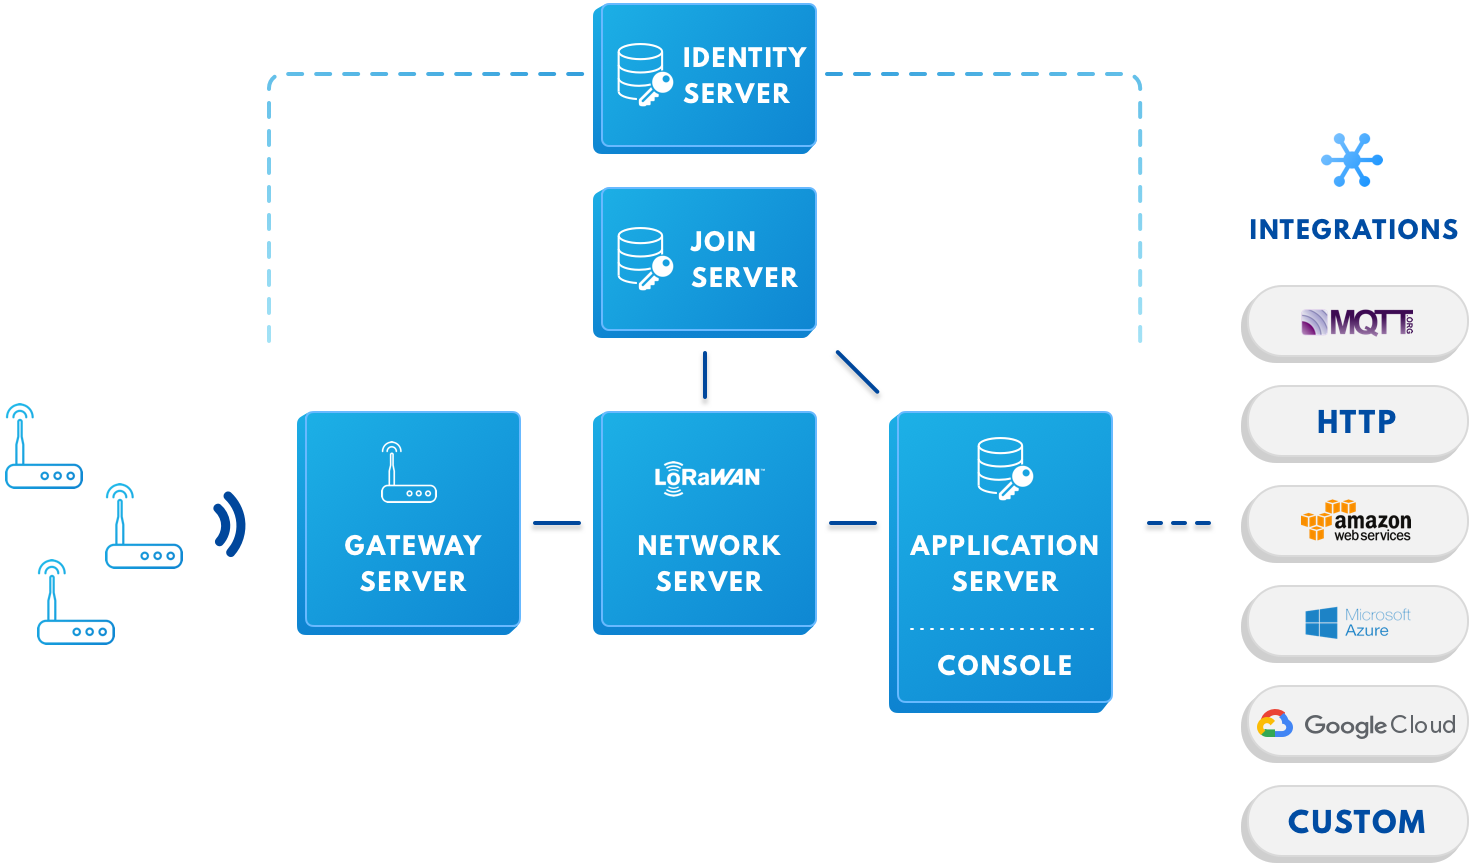 IDENTITY
SERVER
JOIN
SERVER
GATEWAY
SERVER
LoRaWAN™
NETWORK
SERVER
APPLICATION
SERVER
CONSOLE
INTEGRATIONS
MQTT.ORG
HTTP
amazon
webservices
Microsoft
Azure
Google Cloud
CUSTOM